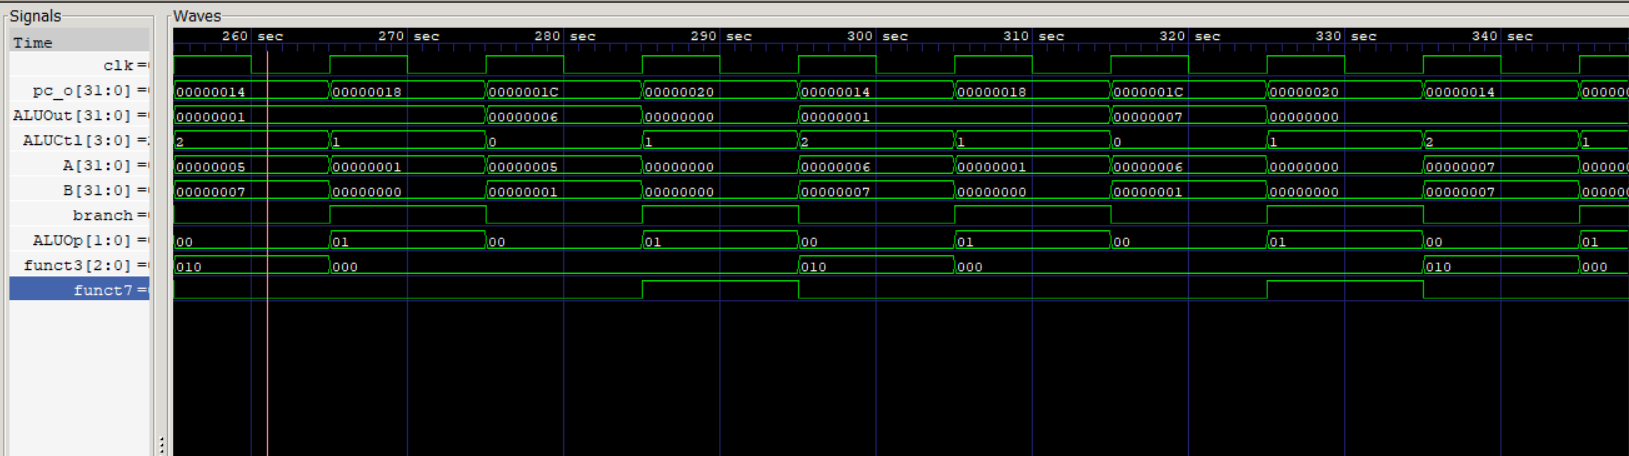 Signals Waves
Time 260 sec 270 sec 280 sec 290 sec 300 sec 310 sec 320 sec 330 sec 340 sec
clk=
pc_o[31:0]= 00000014 00000018 0000001C 00000020 00000014 00000018 0000001C 00000020 00000014 00000
ALUOut[31:0]= 00000001 00000006 00000000 00000001 00000007 00000000
ALUCtl[3:0]= 2 1 0 1 2 1 0 1 2 1
A[31:0]= 00000005 00000001 00000005 00000000 00000006 00000001 00000006 00000000 00000007 00000
B[31:0]= 00000007 00000000 00000001 00000000 00000007 00000000 00000001 00000000 00000007 00000
branch=
ALUOp[1:0]= 00 01 00 01 00 01 00 01 00 01
funct3[2:0]= 010 000 010 000 010 000
funct7=